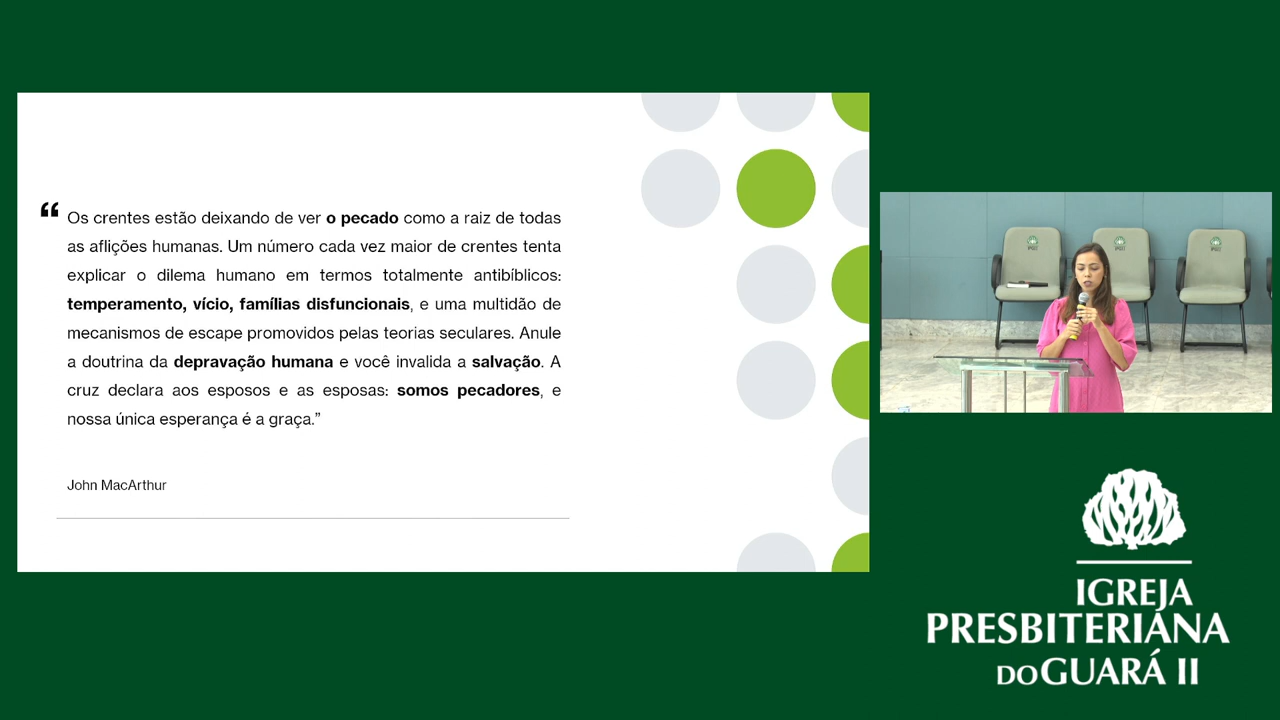 “ Os crentes estão deixando de ver o pecado como a raiz de todas
as aflições humanas. Um número cada vez maior de crentes tenta
explicar o dilema humano em termos totalmente antibíblicos:
temperamento, vício, famílias disfuncionais, e uma multidão de
mecanismos de escape promovidos pelas teorias seculares. Anule
a doutrina da depravação humana e você invalida a salvação. A
cruz declara aos esposos e as esposas: somos pecadores, e
nossa única esperança é a graça.”
John MacArthur
IGREJA
PRESBITERIANA
DO GUARÁ II